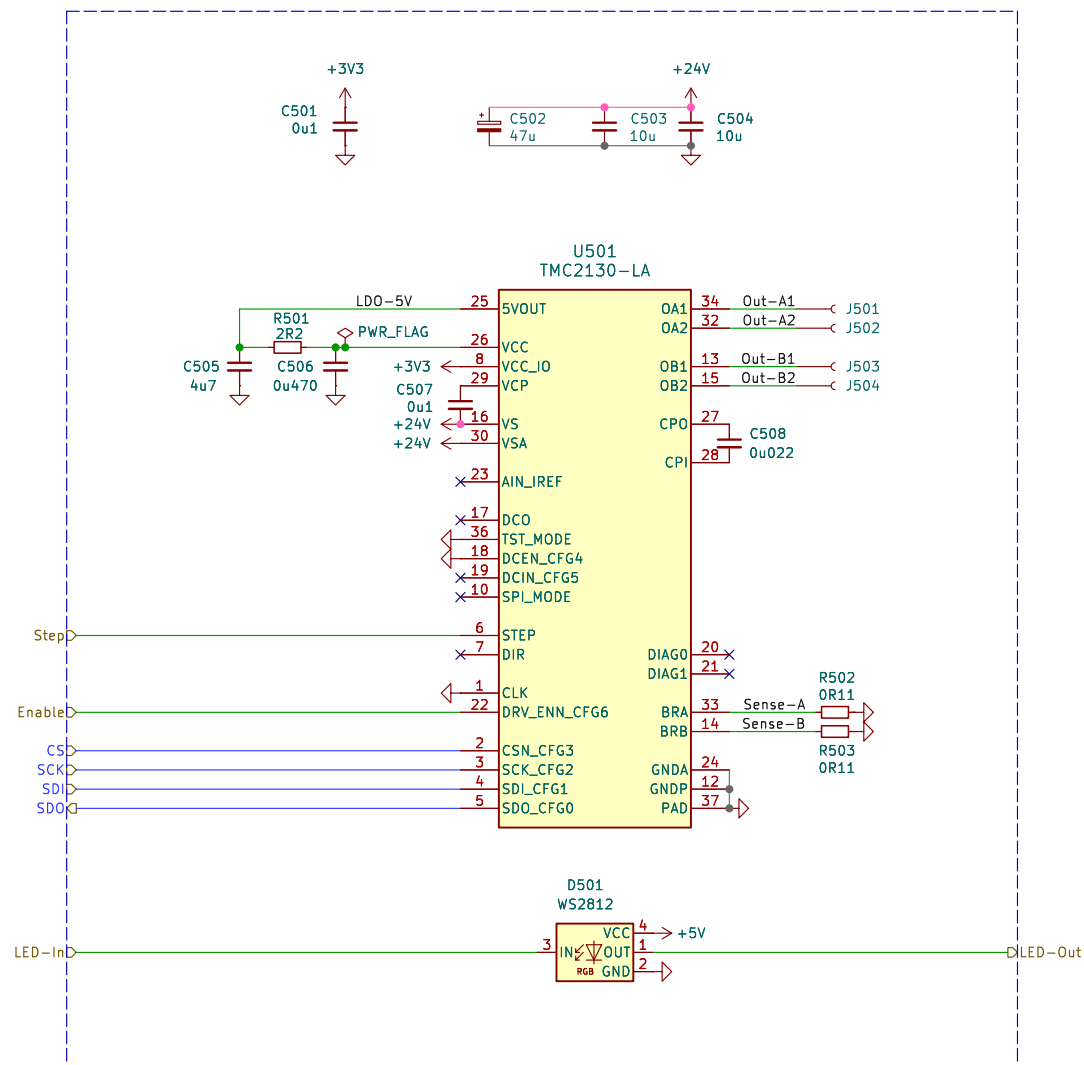 +3V3
+24V
C501
0u1
+
C502
47u
C503
10u
C504
10u
U501
TMC2130-LA
LDO-5V
25
5VOUT
R501
2R2
PWR_FLAG
26
VCC
C505
4u7
C506
0u470
+3V3
8
VCC_IO
29
VCP
C507
0u1
+24V
16
VS
+24V
30
VSA
23
AIN_IREF
17
DCO
36
TST_MODE
18
DCEN_CFG4
19
DCIN_CFG5
10
SPI_MODE
Step
6
STEP
7
DIR
1
CLK
Enable
22
DRV_ENN_CFG6
CS
2
CSN_CFG3
SCK
3
SCK_CFG2
SDI
4
SDI_CFG1
SDO
5
SDO_CFG0
OA1
34
Out-A1
J501
OA2
32
Out-A2
J502
OB1
13
Out-B1
J503
OB2
15
Out-B2
J504
CPO
27
C508
0u022
CPI
28
DIAG0
20
DIAG1
21
R502
0R11
BRA
33
Sense-A
BRB
14
Sense-B
R503
0R11
GNDA
24
GNDP
12
PAD
37
D501
WS2812
LED-In
3
IN
RGB
VCC
4
+5V
OUT
1
GND
2
LED-Out